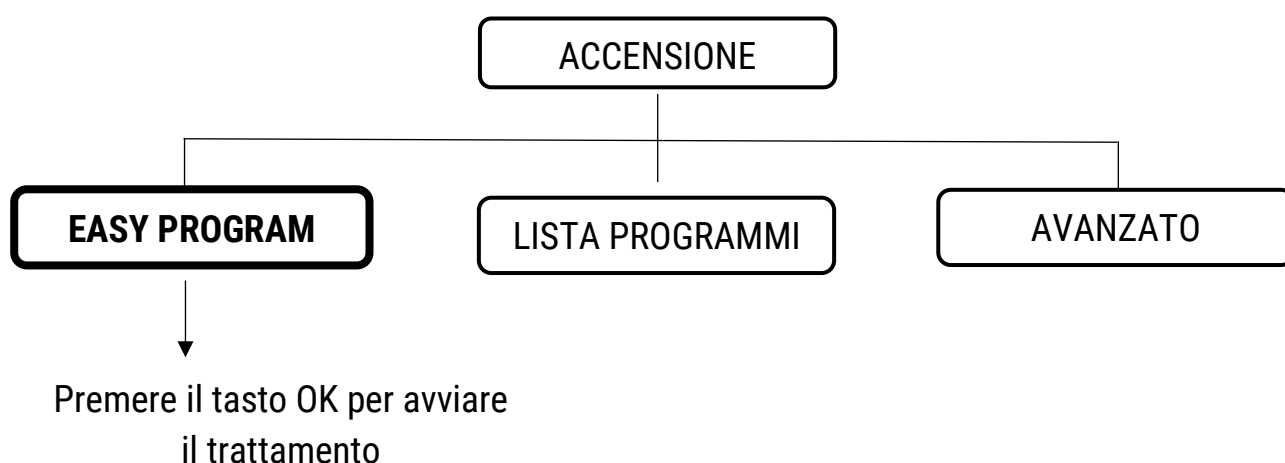 ACCENSIONE
EASY PROGRAM
LISTA PROGRAMMI
AVANZATO
Premere il tasto OK per avviare
il trattamento